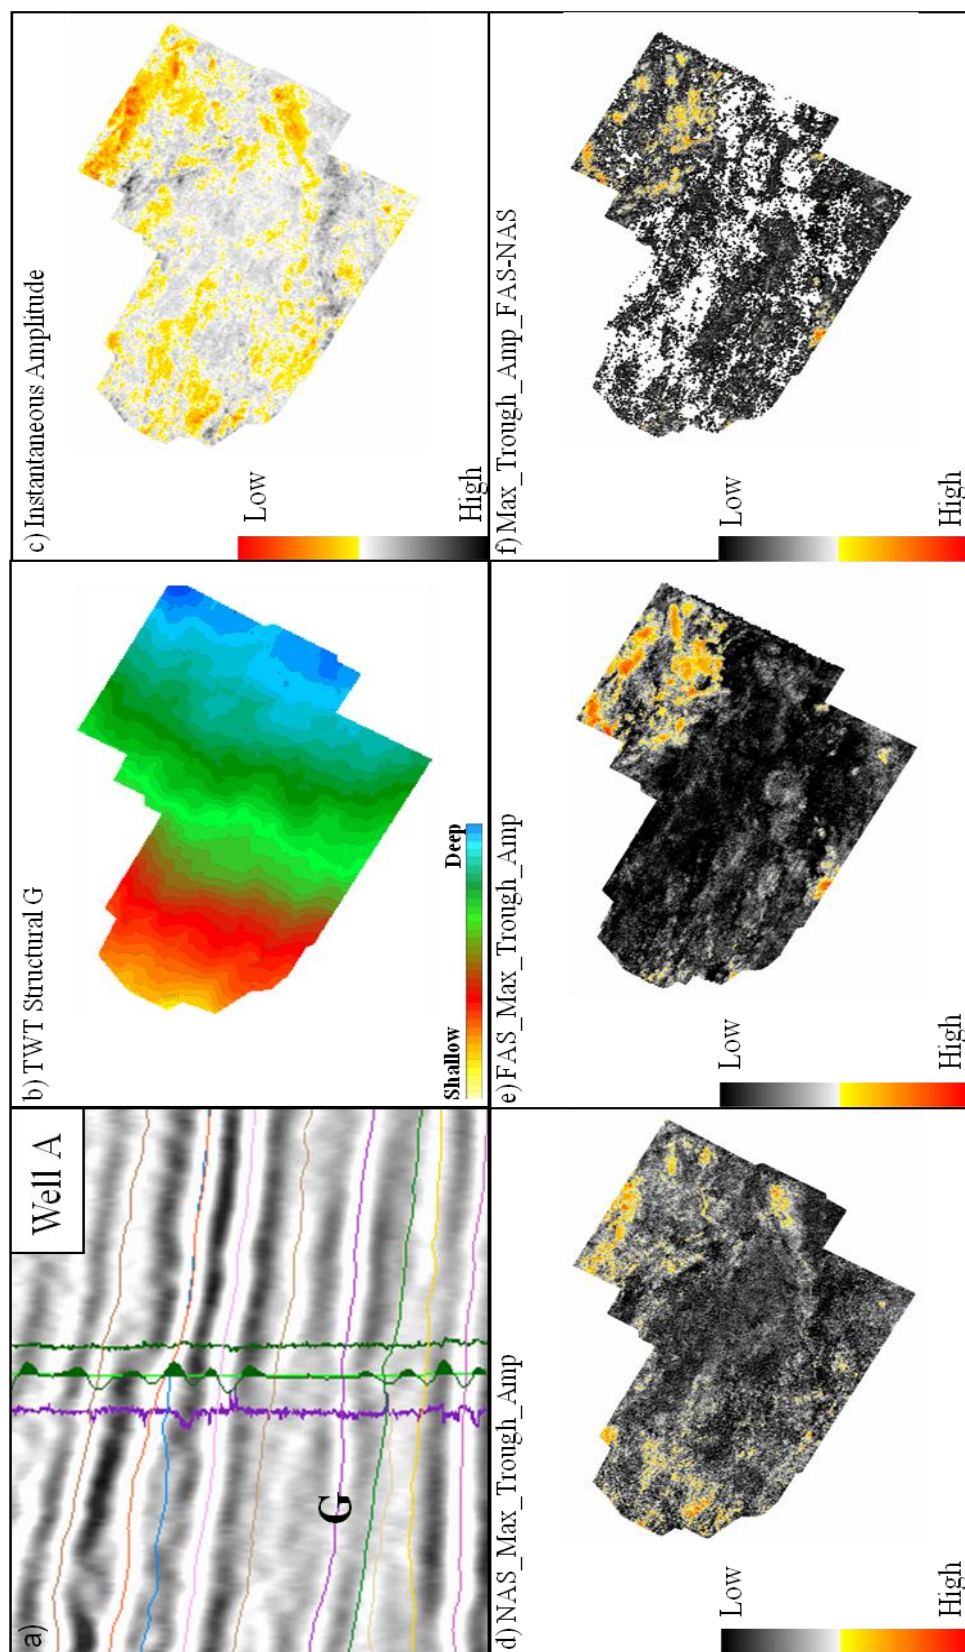 a)
Well A
G
b) TWT Structural G
Shallow
Deep
c) Instantaneous Amplitude
Low
High
d) NAS_Max_Trough_Amp
Low
High
e) FAS_Max_Trough_Amp
Low
High
f) Max_Trough_Amp_FAS-NAS
Low
High